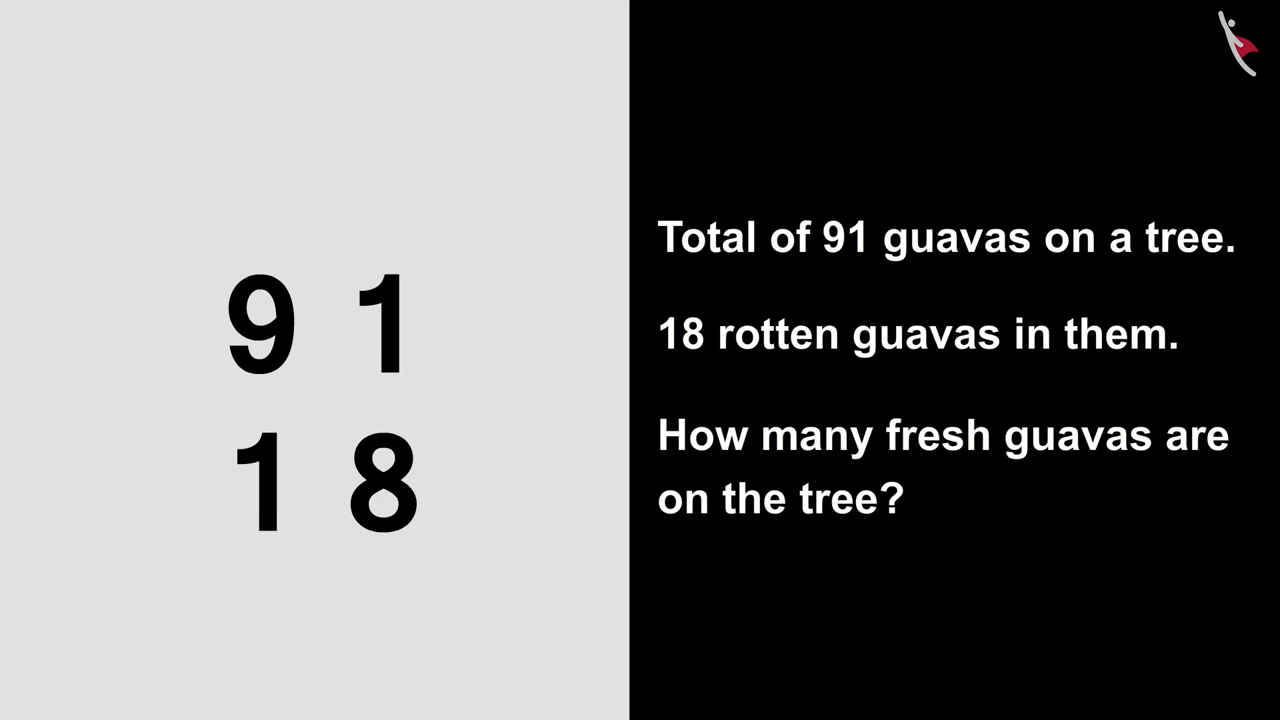 9 1
1 8
Total of 91 guavas on a tree.
18 rotten guavas in them.
How many fresh guavas are
on the tree?